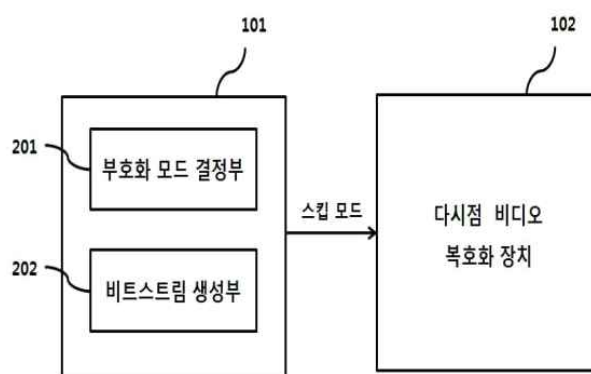 101
102
201
부호화 모드 결정부
스킵 모드
다시점 비디오
복호화 장치
202
비트스트림 생성부